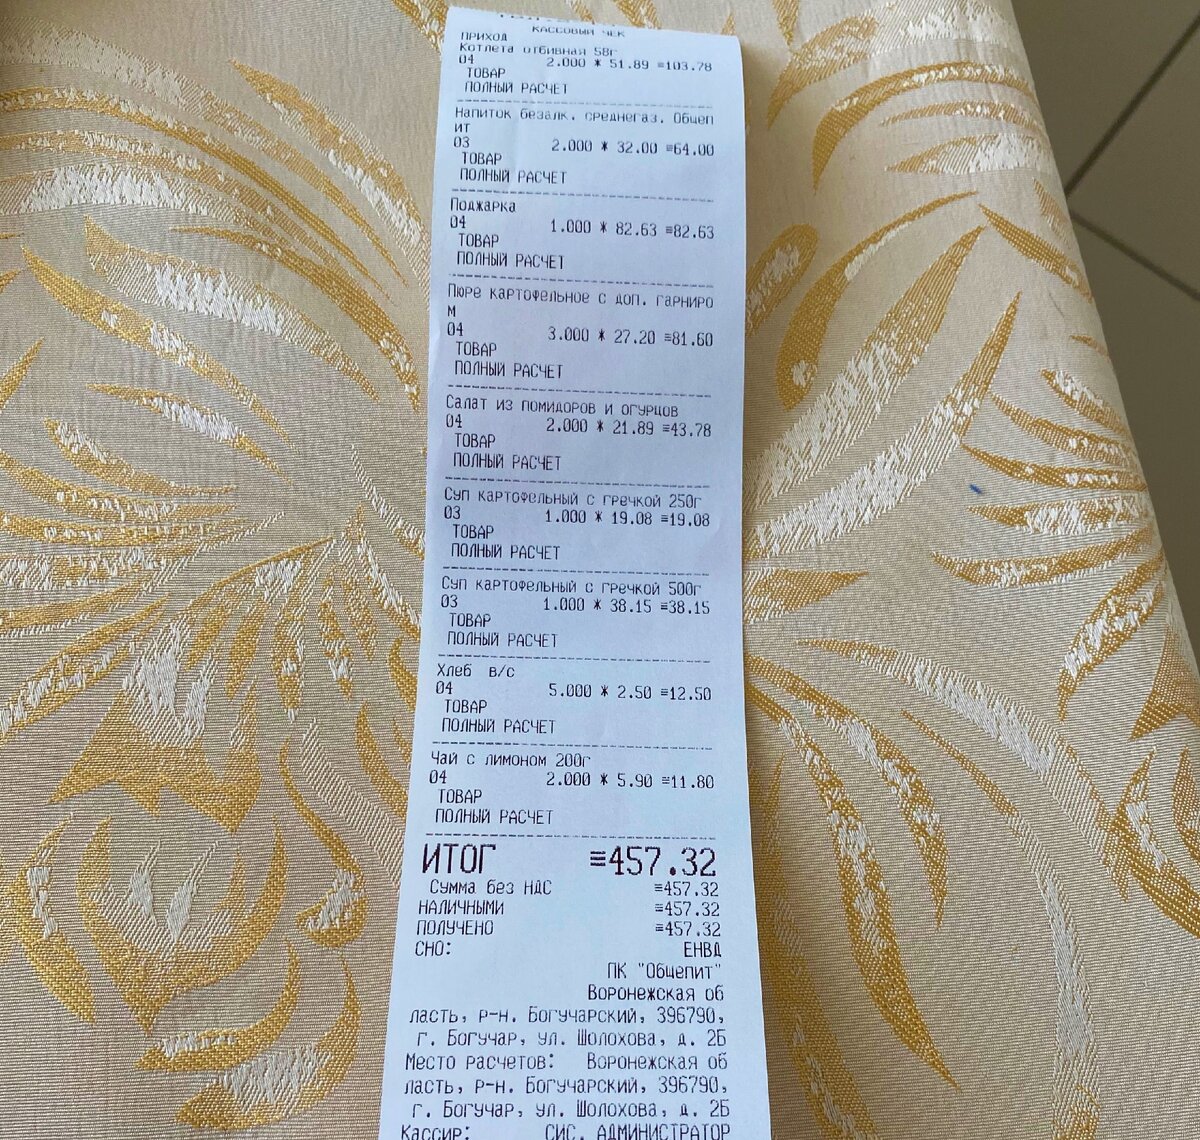 КАССОВЫЙ ЧЕК
ПРИХОД
Котлета отбивная 58г
04 2.000 * 51.89 ≡103.78
ТОВАР
ПОЛНЫЙ РАСЧЕТ
Напиток безалк. среднегаз. Общеп
ит
03 2.000 * 32.00 ≡64.00
ТОВАР
ПОЛНЫЙ РАСЧЕТ
Поджарка
04 1.000 * 82.63 ≡82.63
ТОВАР
ПОЛНЫЙ РАСЧЕТ
Пюре картофельное с доп. гарниро
м
04 3.000 * 27.20 ≡81.60
ТОВАР
ПОЛНЫЙ РАСЧЕТ
Салат из помидоров и огурцов
04 2.000 * 21.89 ≡43.78
ТОВАР
ПОЛНЫЙ РАСЧЕТ
Суп картофельный с гречкой 250г
03 1.000 * 19.08 ≡19.08
ТОВАР
ПОЛНЫЙ РАСЧЕТ
Суп картофельный с гречкой 500г
03 1.000 * 38.15 ≡38.15
ТОВАР
ПОЛНЫЙ РАСЧЕТ
Хлеб в/с
04 5.000 * 2.50 ≡12.50
ТОВАР
ПОЛНЫЙ РАСЧЕТ
Чай с лимоном 200г
04 2.000 * 5.90 ≡11.80
ТОВАР
ПОЛНЫЙ РАСЧЕТ
ИТОГ ≡457.32
Сумма без НДС ≡457.32
НАЛИЧНЫМИ ≡457.32
ПОЛУЧЕНО ≡457.32
СНО: ЕНВД
ПК "Общепит"
Воронежская об
ласть, р-н. Богучарский, 396790,
г. Богучар, ул. Шолохова, д. 2Б
Место расчетов: Воронежская об
ласть, р-н. Богучарский, 396790,
г. Богучар, ул. Шолохова, д. 2Б
Кассир: СИС. АДМИНИСТРАТОР